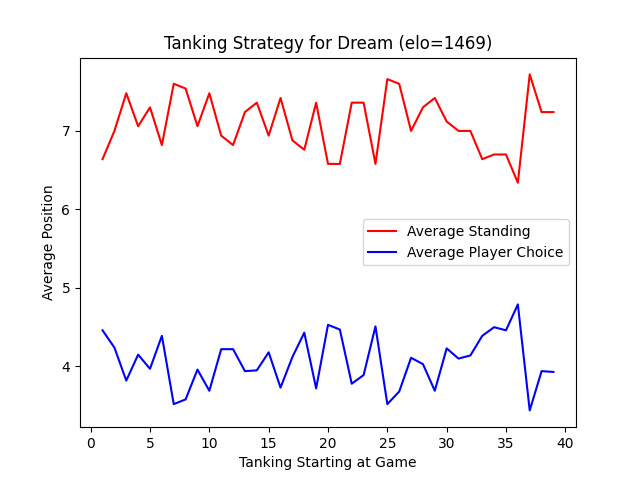 Tanking Strategy for Dream (elo=1469)
Average Position
7
6
5
4
Average Standing
Average Player Choice
0 5 10 15 20 25 30 35 40
Tanking Starting at Game